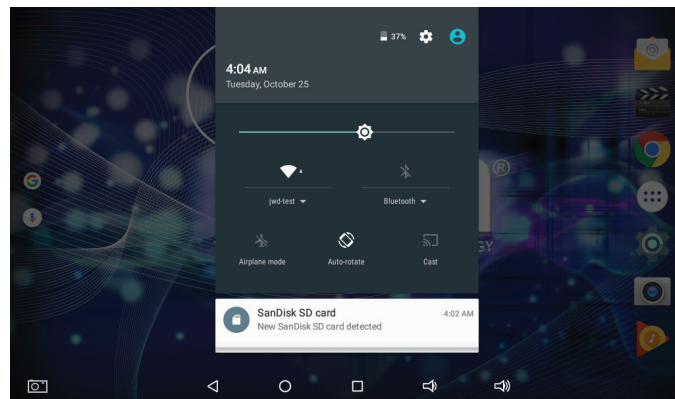 37%
4:04 AM
Tuesday, October 25
jwd-test
Bluetooth
Airplane mode
Auto-rotate
Cast
SanDisk SD card
4:02 AM
New SanDisk SD card detected
®
GY